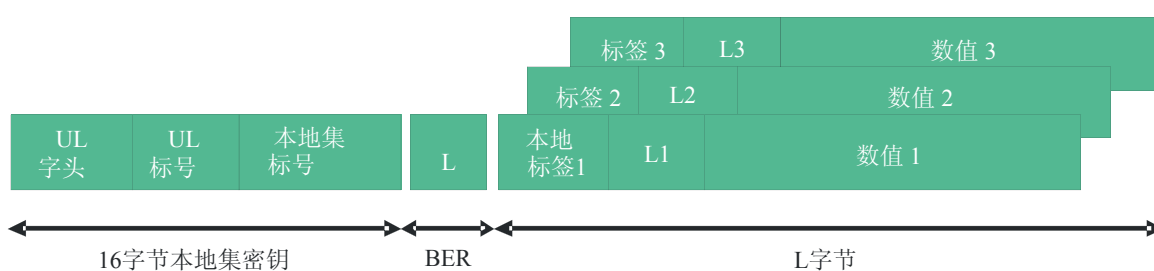 标签 3 L3 数值 3
标签 2 L2 数值 2
UL
字头
UL
标号
本地集
标号
L
本地
标签1
L1
数值 1
16字节本地集密钥 BER L字节